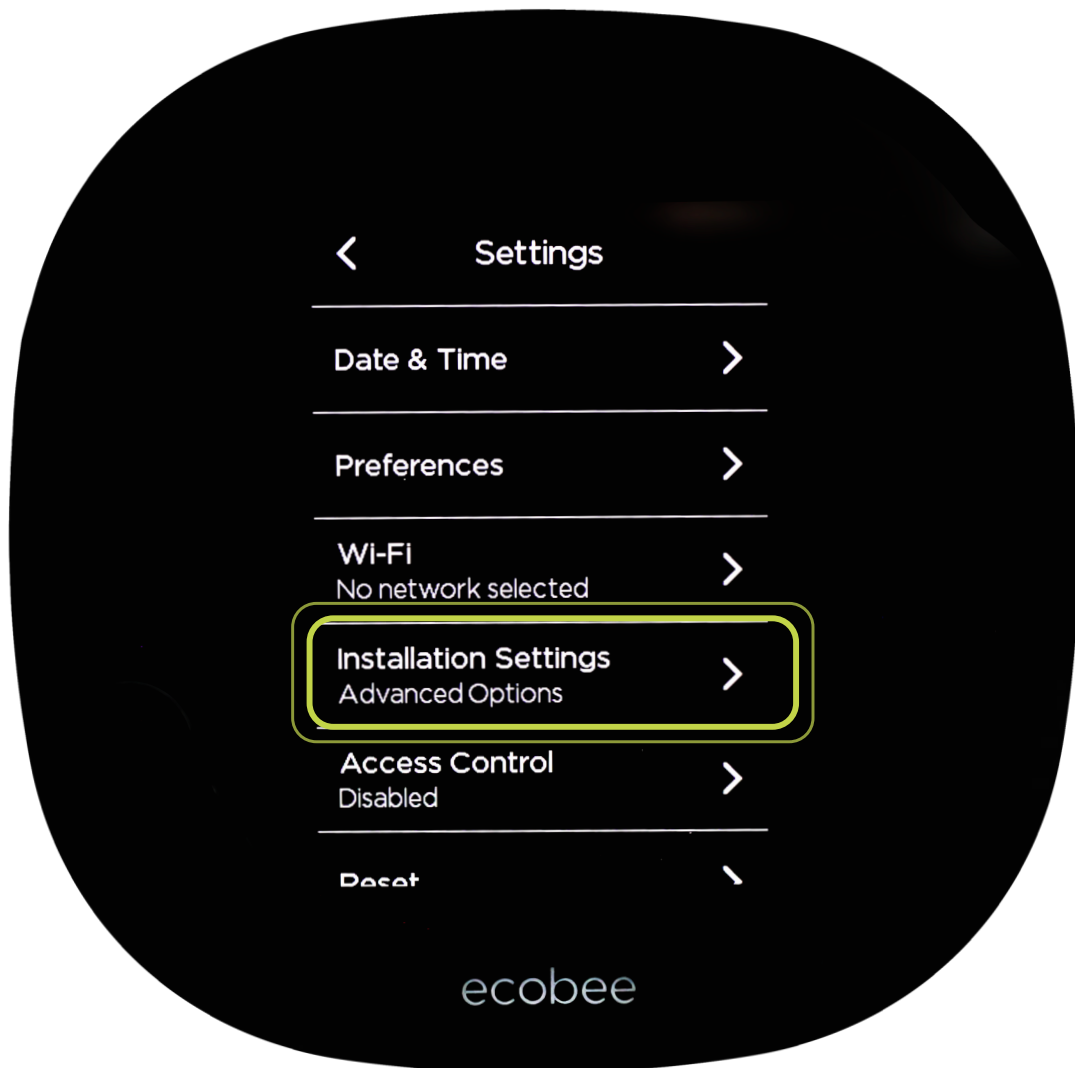 Settings
Date & Time
Preferences
Wi-Fi
No network selected
Installation Settings
Advanced Options
Access Control
Disabled
Reset
ecobee